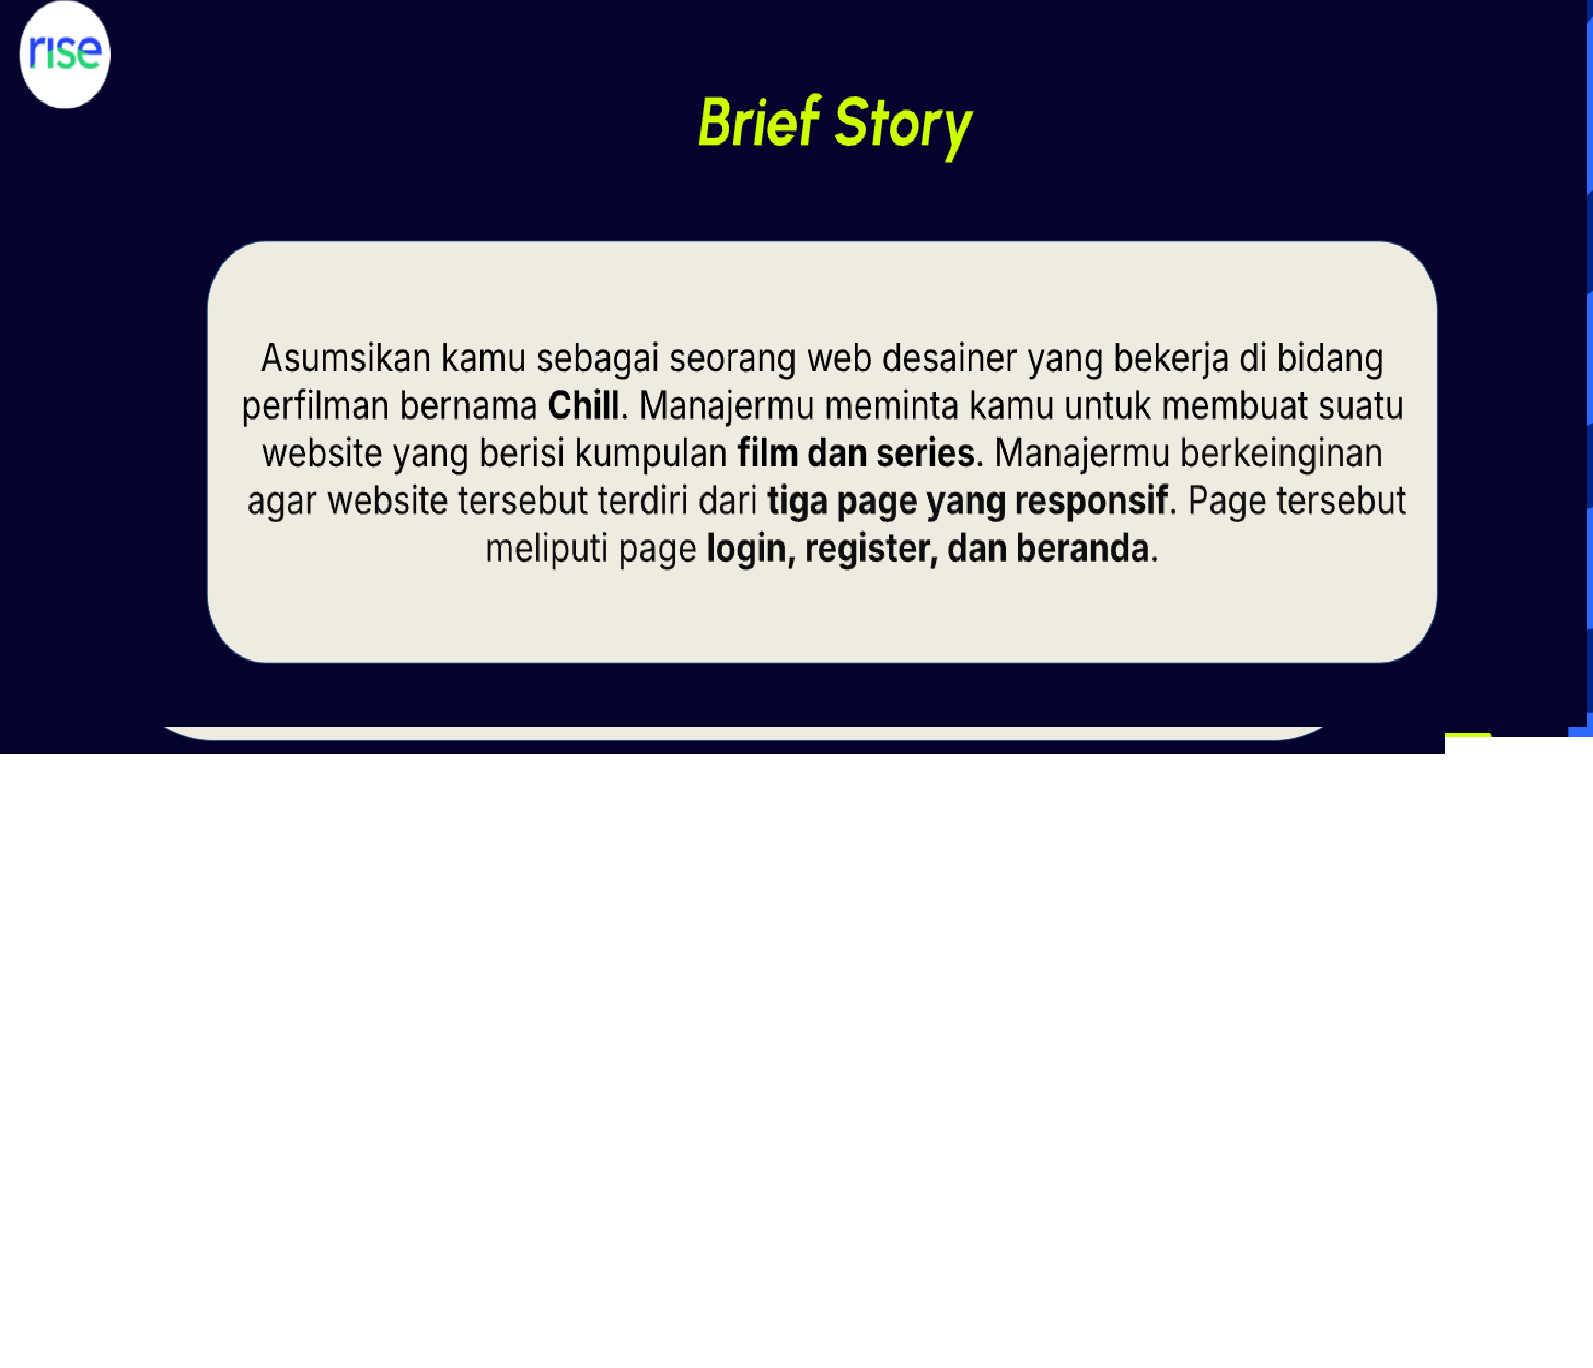 rise
Brief Story
Asumsikan kamu sebagai seorang web desainer yang bekerja di bidang
perfilman bernama Chill. Manajermu meminta kamu untuk membuat suatu
website yang berisi kumpulan film dan series. Manajermu berkeinginan
agar website tersebut terdiri dari tiga page yang responsif. Page tersebut
meliputi page login, register, dan beranda.